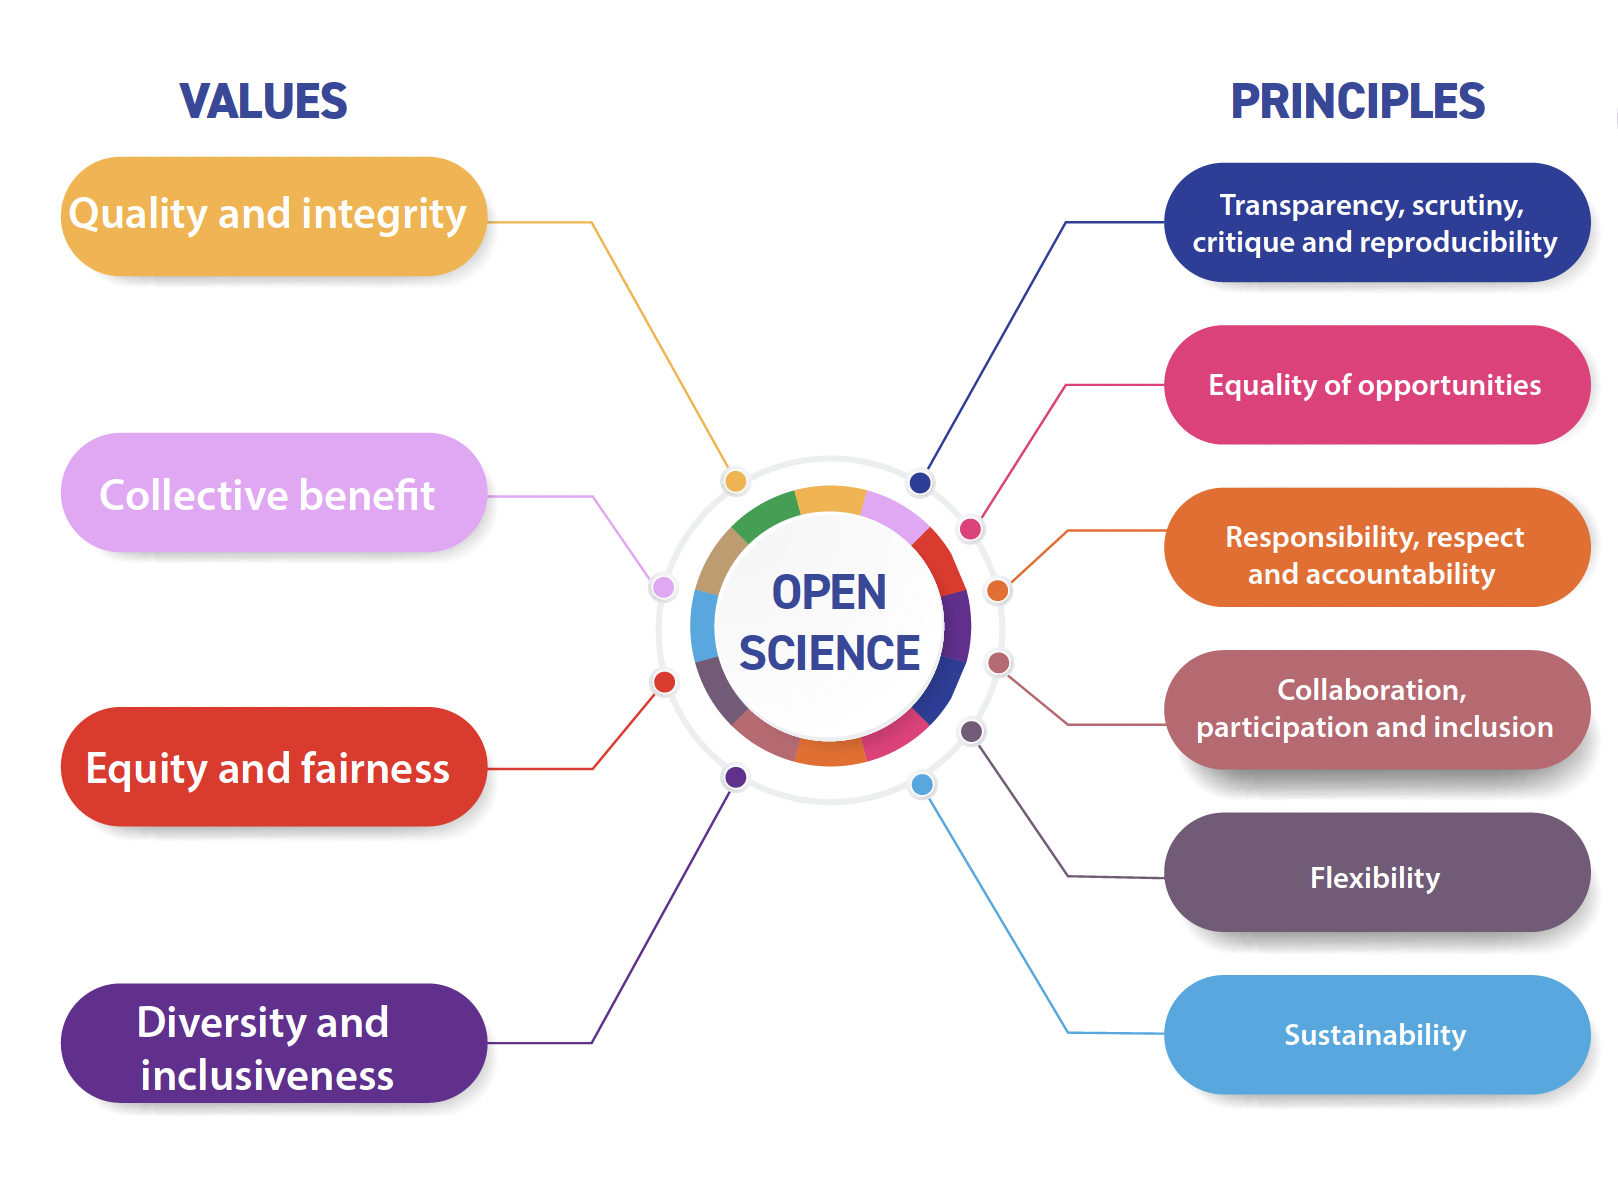 VALUES
Quality and integrity
Collective benefit
Equity and fairness
Diversity and
inclusiveness
OPEN
SCIENCE
PRINCIPLES
Transparency, scrutiny,
critique and reproducibility
Equality of opportunities
Responsibility, respect
and accountability
Collaboration,
participation and inclusion
Flexibility
Sustainability